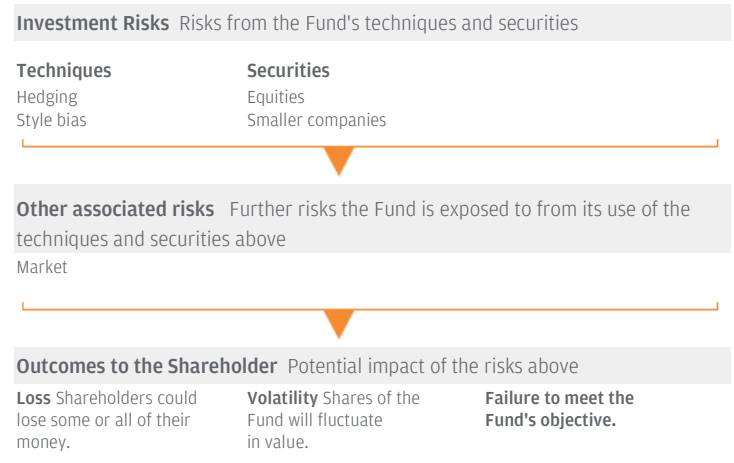 Investment Risks Risks from the Fund's techniques and securities
Techniques
Hedging
Style bias
Securities
Equities
Smaller companies
Other associated risks Further risks the Fund is exposed to from its use of the
techniques and securities above
Market
Outcomes to the Shareholder Potential impact of the risks above
Loss Shareholders could
lose some or all of their
money.
Volatility Shares of the
Fund will fluctuate
in value.
Failure to meet the
Fund's objective.